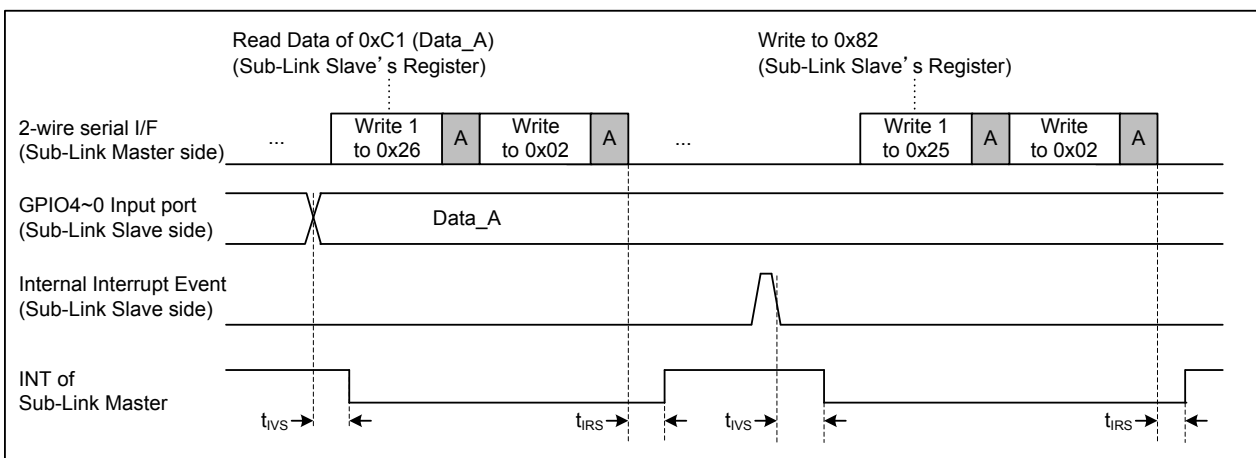 Read Data of 0xC1 (Data_A)
(Sub-Link Slave's Register)
Write to 0x82
(Sub-Link Slave's Register)
2-wire serial I/F
(Sub-Link Master side)
...
Write 1
to 0x26
A
Write
to 0x02
A
...
Write 1
to 0x25
A
Write
to 0x02
A
GPIO4~0 Input port
(Sub-Link Slave side)
Data_A
Internal Interrupt Event
(Sub-Link Slave side)
INT of
Sub-Link Master
tIVS
tIRS
tIVS
tIRS